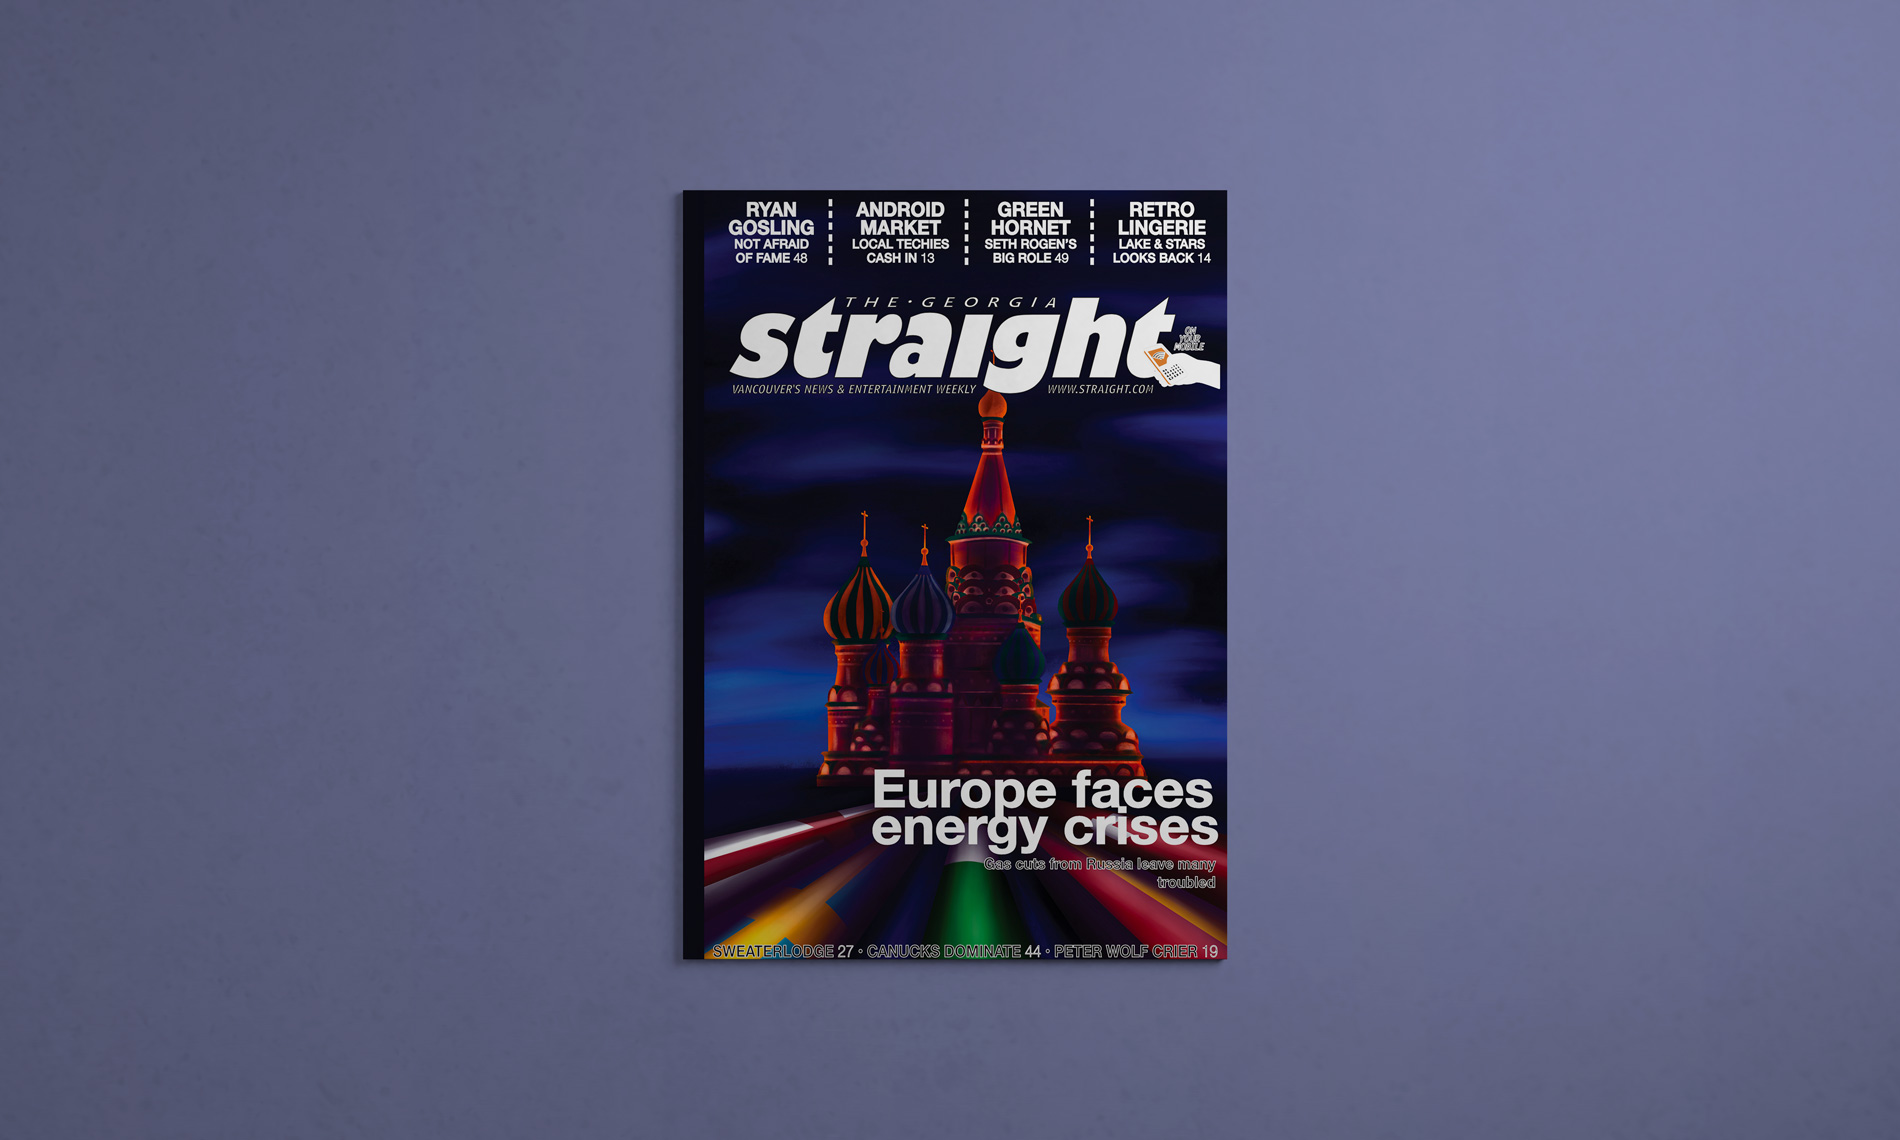 RYAN
GOSLING
NOT AFRAID
OF FAME 48
ANDROID
MARKET
LOCAL TECHIES
CASH IN 13
GREEN
HORNET
SETH ROGEN'S
BIG ROLE 49
RETRO
LINGERIE
LAKE & STARS
LOOKS BACK 14
THE·GEORGIA
straight
ON
YOUR
MOBILE
VANCOUVER'S NEWS & ENTERTAINMENT WEEKLY
WWW.STRAIGHT.COM
Europe faces
energy crises
Gas cuts from Russia leave many
troubled
SWEATERLODGE 27 • CANUCKS DOMINATE 44 • PETER WOLF CRIER 19